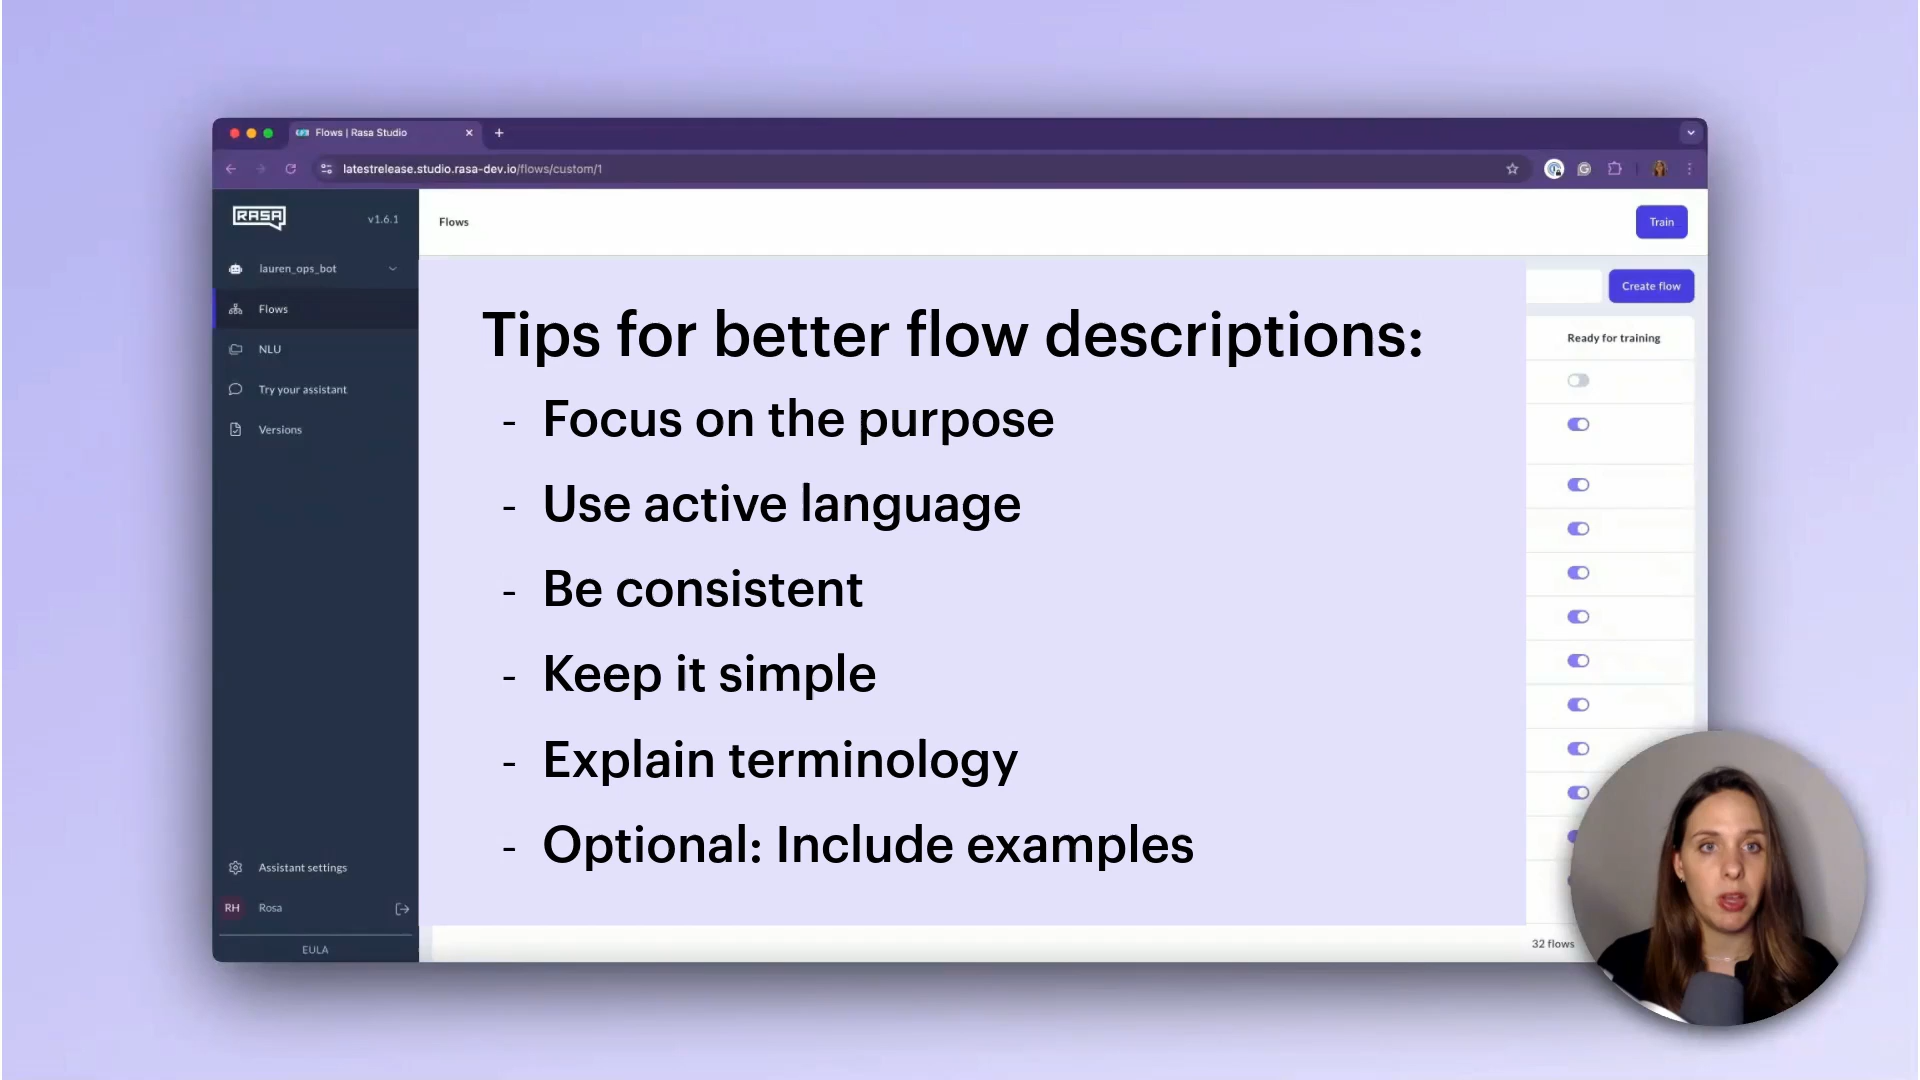 Flows | Rasa Studio
latestrelease.studio.rasa-dev.io/flows/custom/1
RASA
v1.6.1
Flows
Train
lauren_ops_bot
Create flow
Flows
NLU
Try your assistant
Versions
Ready for training
Tips for better flow descriptions:
- Focus on the purpose
- Use active language
- Be consistent
- Keep it simple
- Explain terminology
- Optional: Include examples
Assistant settings
RH Rosa
EULA
32 flows